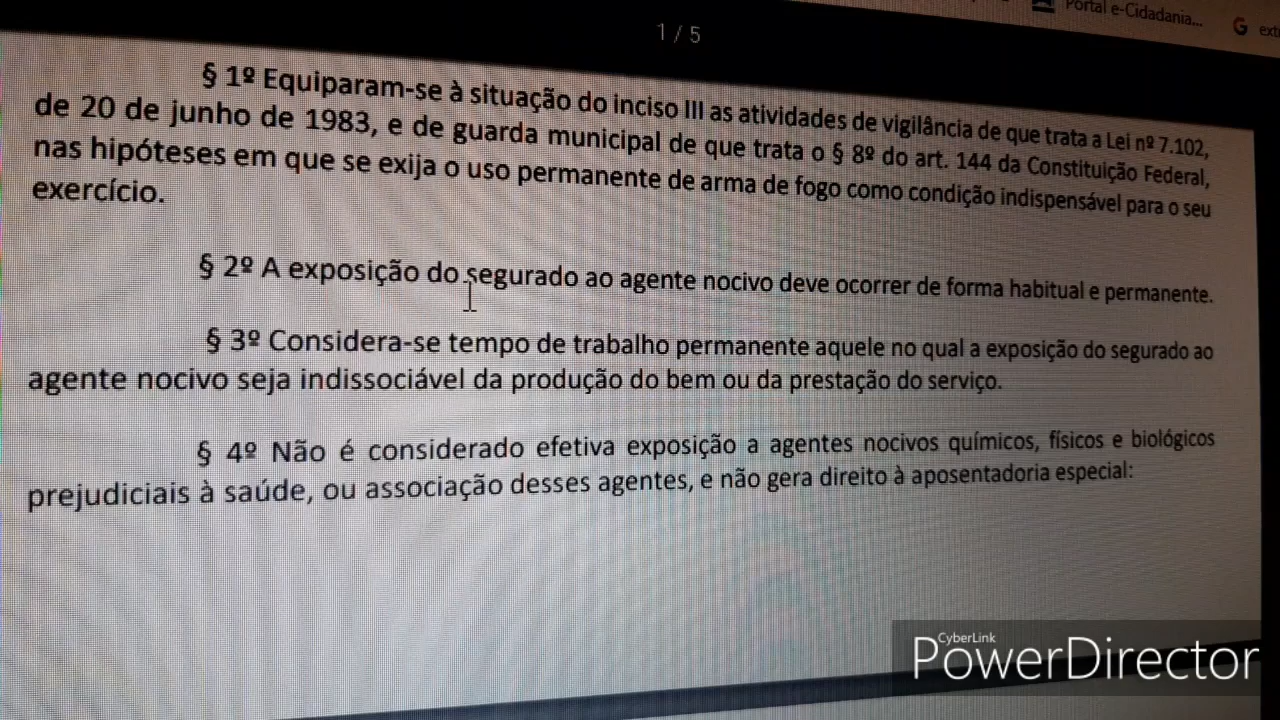 Portal e-Cidadania...
G ext
1 / 5
§ 1º Equiparam-se à situação do inciso III as atividades de vigilância de que trata a Lei nº 7.102,
de 20 de junho de 1983, e de guarda municipal de que trata o § 8º do art. 144 da Constituição Federal,
nas hipóteses em que se exija o uso permanente de arma de fogo como condição indispensável para o seu
exercício.
§ 2º A exposição do segurado ao agente nocivo deve ocorrer de forma habitual e permanente.
§ 3º Considera-se tempo de trabalho permanente aquele no qual a exposição do segurado ao
agente nocivo seja indissociável da produção do bem ou da prestação do serviço.
§ 4º Não é considerado efetiva exposição a agentes nocivos químicos, físicos e biológicos
prejudiciais à saúde, ou associação desses agentes, e não gera direito à aposentadoria especial:
CyberLink
PowerDirector